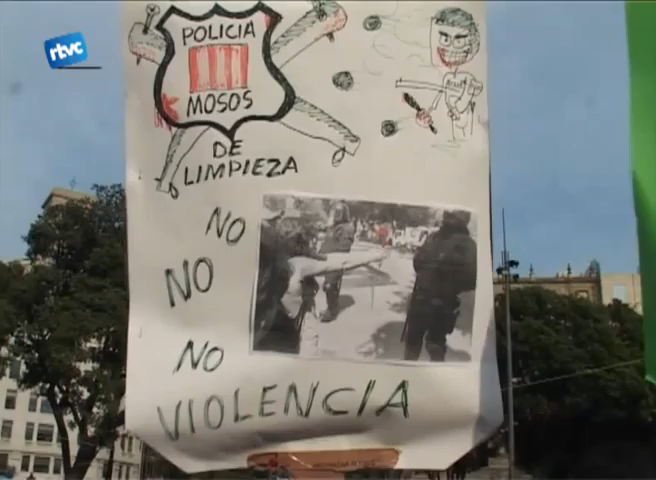 rtvc
POLICIA
MOSOS
DE
LIMPIEZA
NO
NO
NO
VIOLENCIA